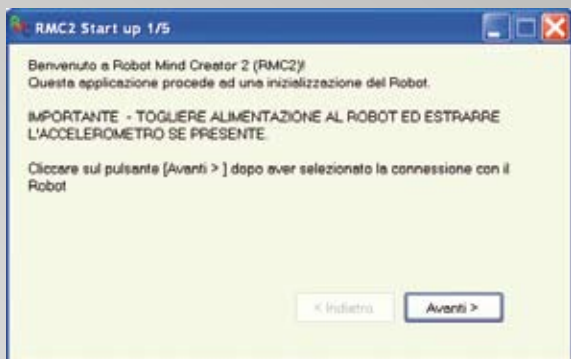 RMC2 Start up 1/5
Benvenuto a Robot Mind Creator 2 (RMC2)!
Questa applicazione procede ad una inizializzazione del Robot.
IMPORTANTE - TOGLIERE ALIMENTAZIONE AL ROBOT ED ESTRARRE
L'ACCELEROMETRO SE PRESENTE.
Cliccare sul pulsante [Avanti > ] dopo aver selezionato la connessione con il
Robot
< Indietro
Avanti >